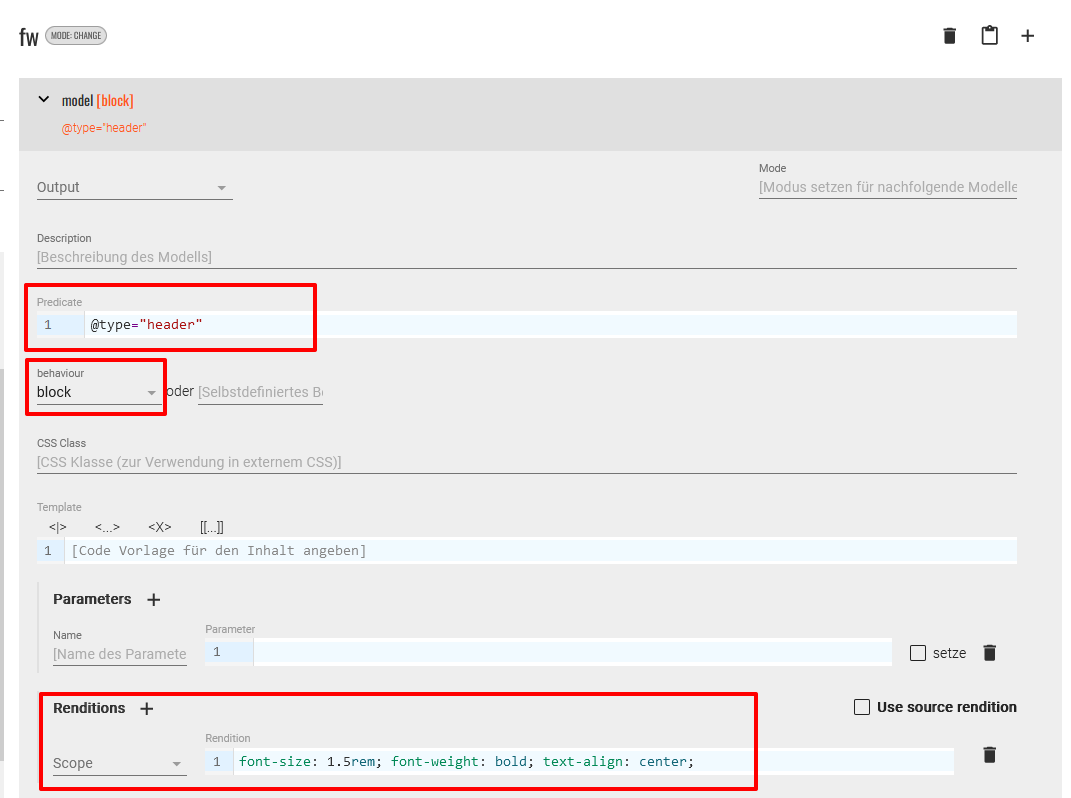 fw MODE: CHANGE
model [block]
@type="header"
Output
Mode
[Modus setzen für nachfolgende Modelle
Description
[Beschreibung des Modells]
Predicate
1 @type="header"
behaviour
block oder [Selbstdefiniertes Be
CSS Class
[CSS Klasse (zur Verwendung in externem CSS)]
Template
<|> <...> <X> [[...]]
1 [Code Vorlage für den Inhalt angeben]
Parameters +
Name Parameter
[Name des Paramete 1 setze
Renditions + Use source rendition
Rendition
Scope 1 font-size: 1.5rem; font-weight: bold; text-align: center;